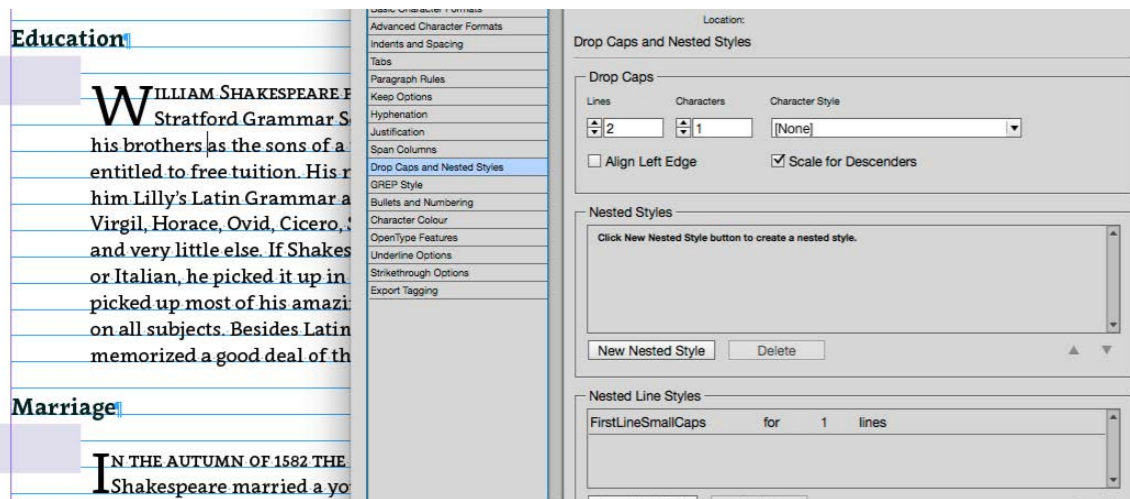 Education¶
WILLIAM SHAKESPEARE
Stratford Grammar
his brothers as the sons of a
entitled to free tuition. His
him Lilly’s Latin Grammar
Virgil, Horace, Ovid, Cicero,
and very little else. If Shakes
or Italian, he picked it up in
picked up most of his amazi
on all subjects. Besides Latin
memorized a good deal of th
Marriage¶
IN THE AUTUMN OF 1582 THE
Shakespeare married a yo
Basic Character Formats
Advanced Character Formats
Indents and Spacing
Tabs
Paragraph Rules
Keep Options
Hyphenation
Justification
Span Columns
Drop Caps and Nested Styles
GREP Style
Bullets and Numbering
Character Colour
OpenType Features
Underline Options
Strikethrough Options
Export Tagging
Location:
Drop Caps and Nested Styles
Drop Caps
Lines Characters Character Style
2 1 [None]
Align Left Edge Scale for Descenders
Nested Styles
Click New Nested Style button to create a nested style.
New Nested Style Delete
Nested Line Styles
FirstLineSmallCaps for 1 lines